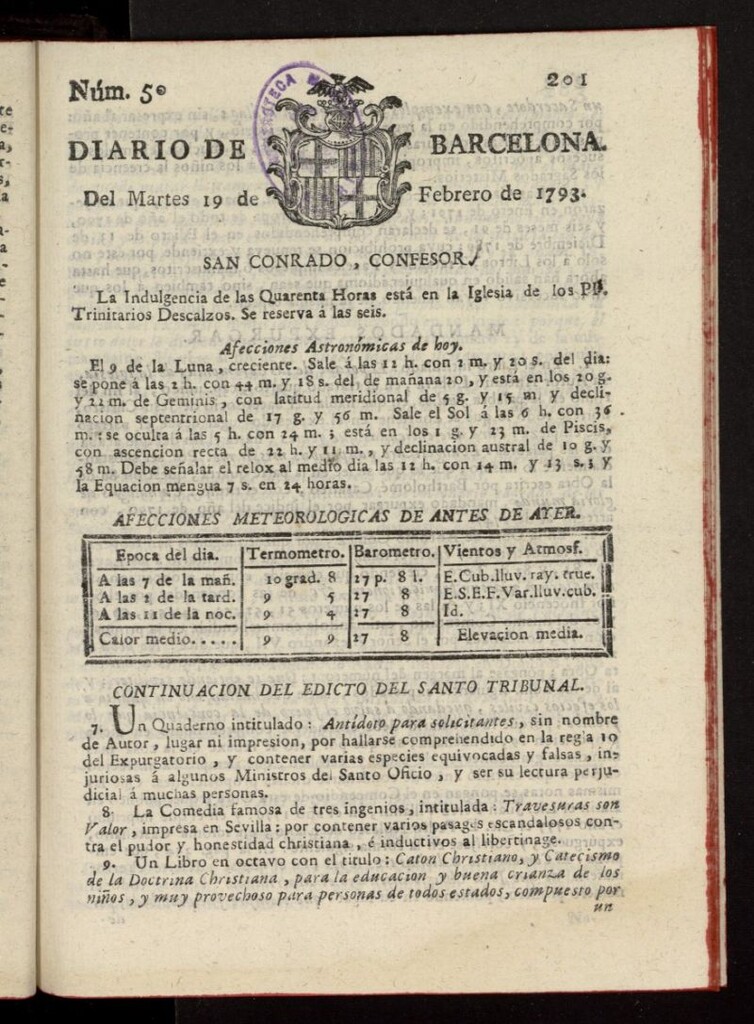 Núm. 50
201
DIARIO DE BARCELONA.
Del Martes 19 de Febrero de 1793.
SAN CONRADO, CONFESOR.
La Indulgencia de las Quarenta Horas está en la Iglesia de los PP.
Trinitarios Descalzos. Se reserva á las seis.
Afecciones Astronómicas de hoy.
El 9 de la Luna, creciente. Sale á las 12 h. con 2 m. y 20 s. del dia:
se pone á las 2 h. con 44 m. y 18 s. del de mañana 20, y está en los 20 g.
y 22 m. de Geminis, con latitud meridional de 5 g. y 15 m. y decli-
nacion septentrional de 17 g. y 56 m. Sale el Sol á las 6 h. con 36
m.: se oculta á las 5 h. con 24 m.; está en los 1 g. y 23 m. de Piscis,
con ascencion recta de 22 h. y 11 m., y declinacion austral de 10 g. y
58 m. Debe señalar el relox al medio dia las 12 h. con 14 m. y 13 s.; y
la Equacion mengua 7 s. en 24 horas.
AFECCIONES METEOROLOGICAS DE ANTES DE AYER.
Epoca del dia. Termometro. Barometro. Vientos y Atmosf.
A las 7 de la mañ. 10 grad. 8 27 p. 8 l. E.Cub.lluv. ray. true.
A las 2 de la tard. 9 5 27 8 E.S.E.F.Var.lluv.cub.
A las 11 de la noc. 9 4 27 8 Id.
Calor medio..... 9 9 27 8 Elevacion media.
CONTINUACION DEL EDICTO DEL SANTO TRIBUNAL.
7. Un Quaderno intitulado: Antídoto para solicitantes, sin nombre
de Autor, lugar ni impresion, por hallarse comprehendido en la regla 10
del Expurgatorio, y contener varias especies equivocadas y falsas, in-
juriosas á algunos Ministros del Santo Oficio, y ser su lectura perju-
dicial á muchas personas.
8. La Comedia famosa de tres ingenios, intitulada: Travesuras son
Valor, impresa en Sevilla: por contener varios pasages escandalosos con-
tra el pudor y honestidad christiana, é inductivos al libertinage.
9. Un Libro en octavo con el titulo: Caton Christiano, y Catecismo
de la Doctrina Christiana, para la educacion y buena crianza de los
niños, y muy provechoso para personas de todos estados, compuesto por
un